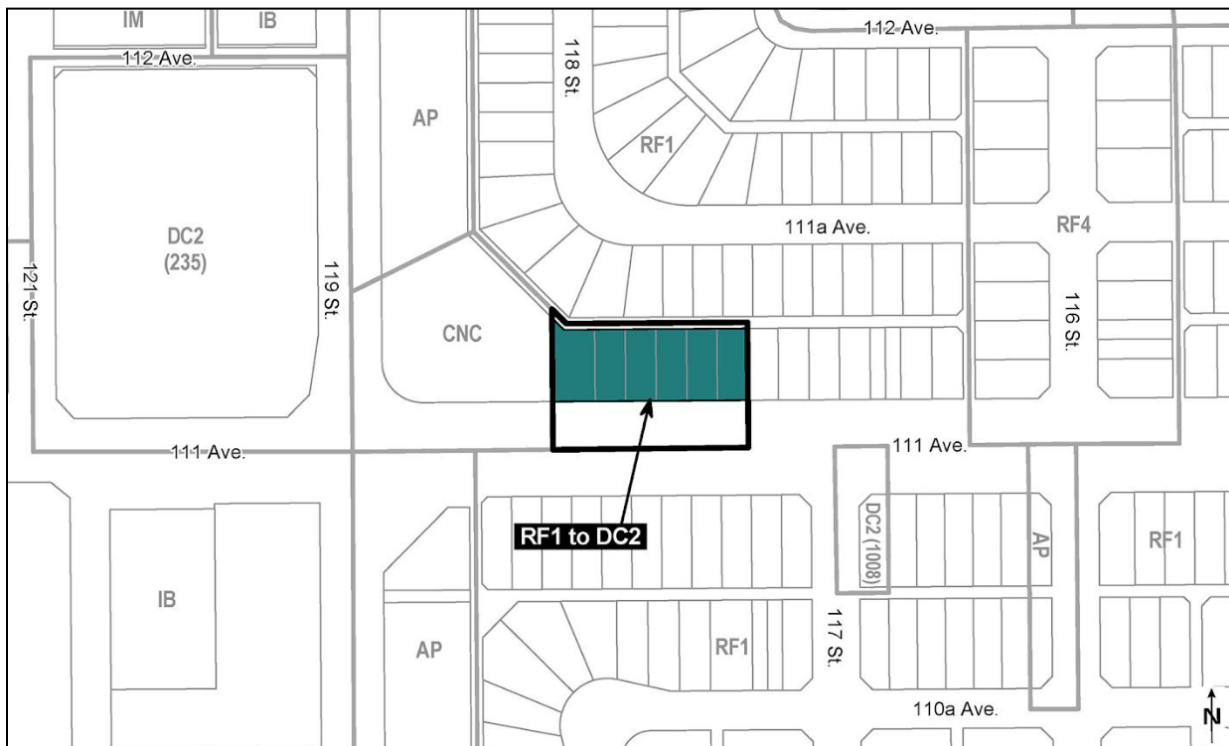 IM
IB
112 Ave.
112 Ave.
118 St.
AP
RF1
111a Ave.
RF4
DC2
(235)
121 St.
119 St.
116 St.
CNC
111 Ave.
111 Ave.
RF1 to DC2
DC2 (1008)
AP
RF1
IB
AP
RF1
117 St.
110a Ave.
N